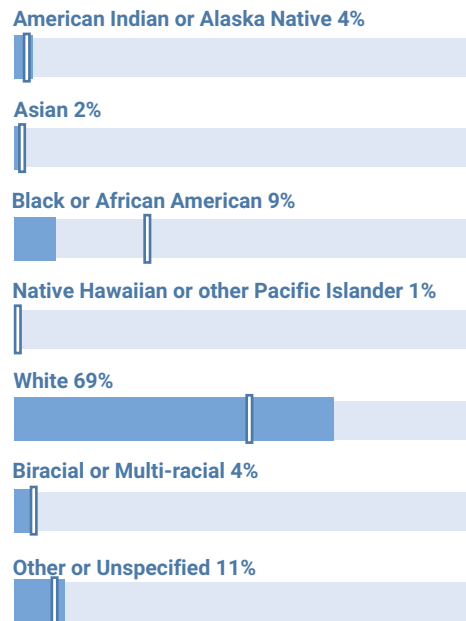 American Indian or Alaska Native 4%
Asian 2%
Black or African American 9%
Native Hawaiian or other Pacific Islander 1%
White 69%
Biracial or Multi-racial 4%
Other or Unspecified 11%